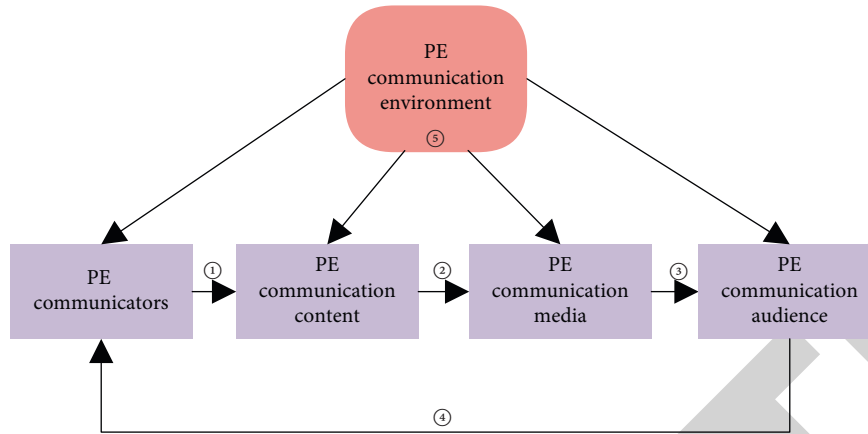 PE
communication
environment
⑤
PE
communicators
①
PE
communication
content
②
PE
communication
media
③
PE
communication
audience
④